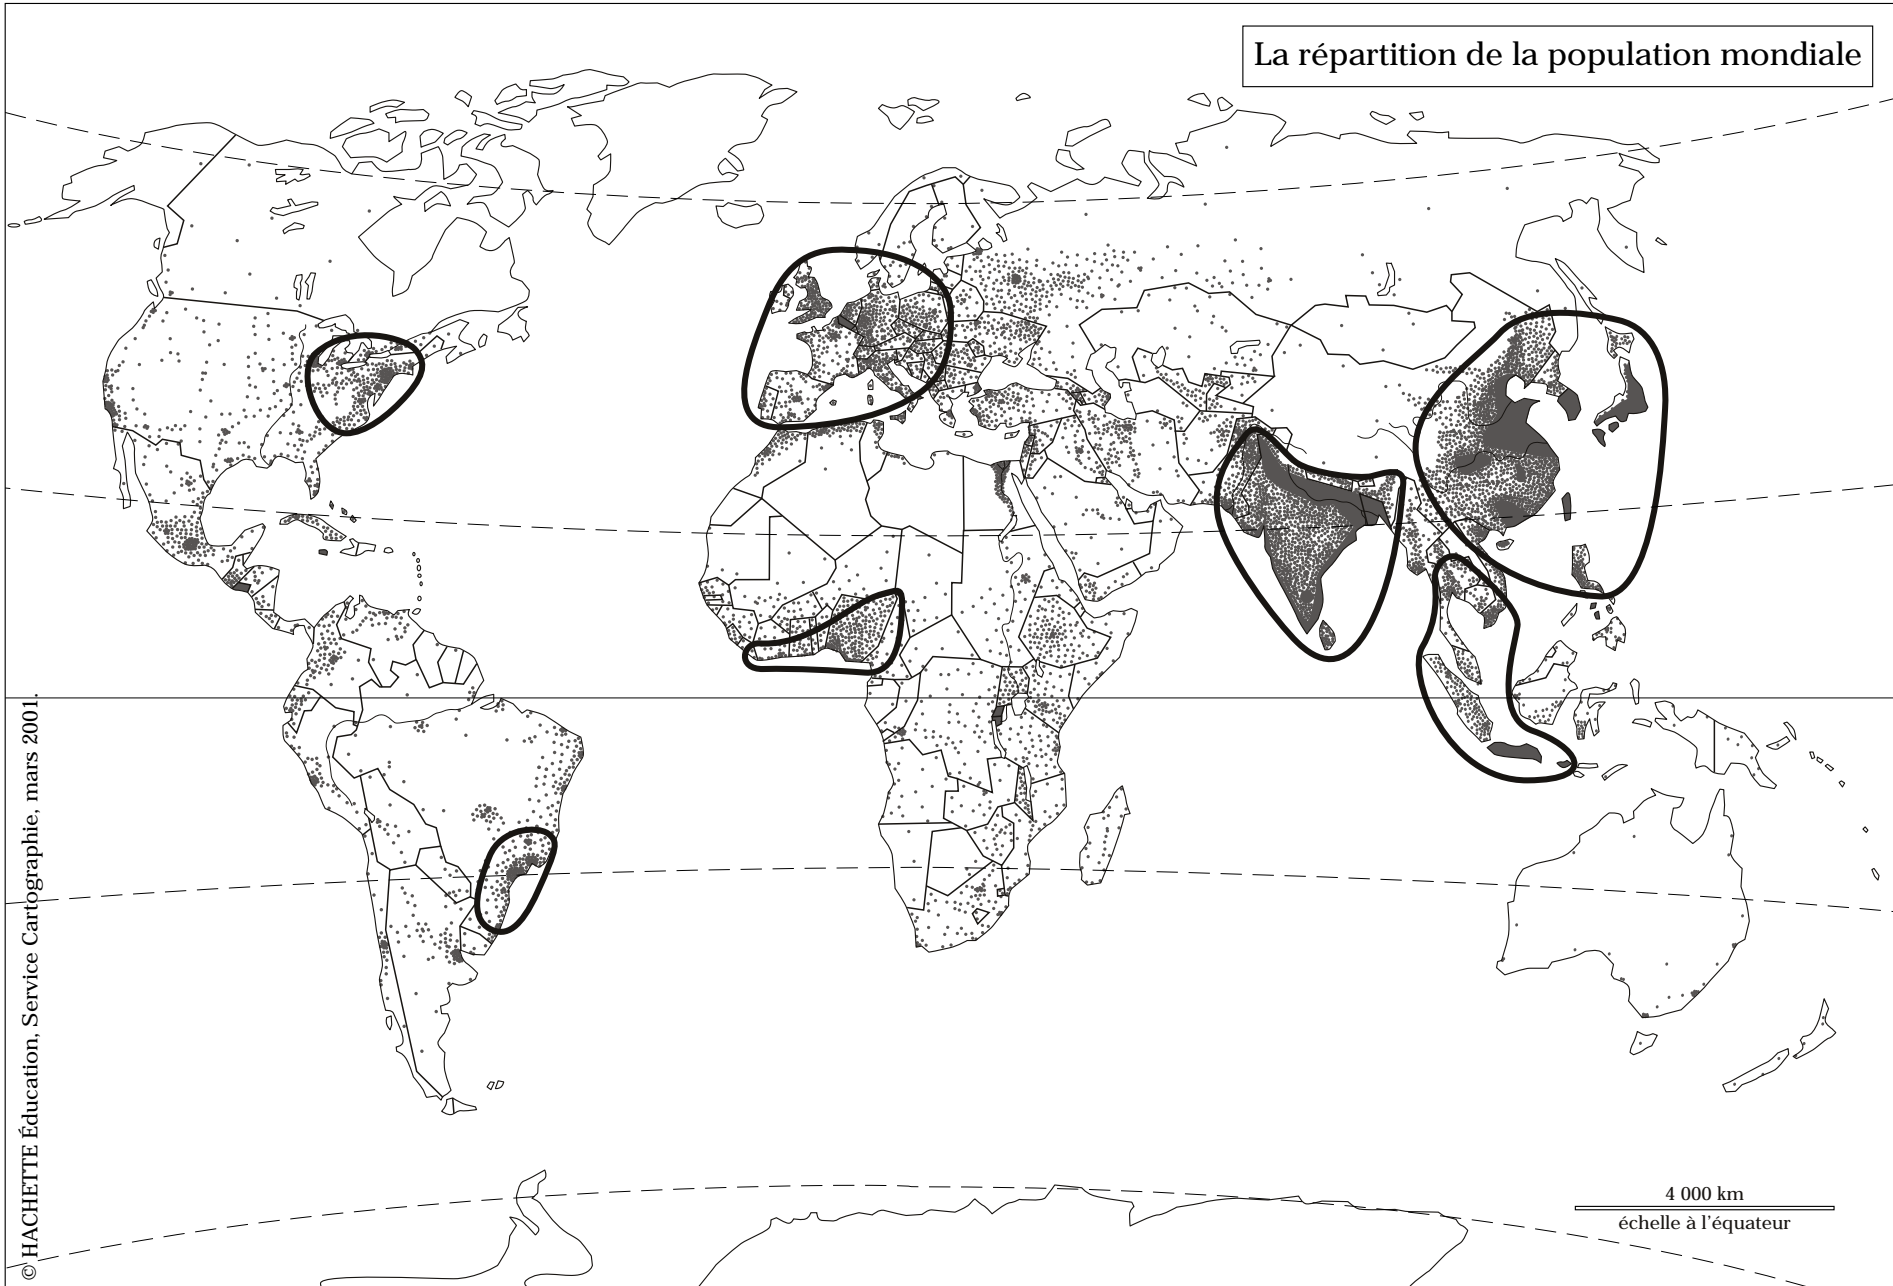 La répartition de la population mondiale
© HACHETTE Éducation, Service Cartographie, mars 2001.
4 000 km
échelle à l'équateur